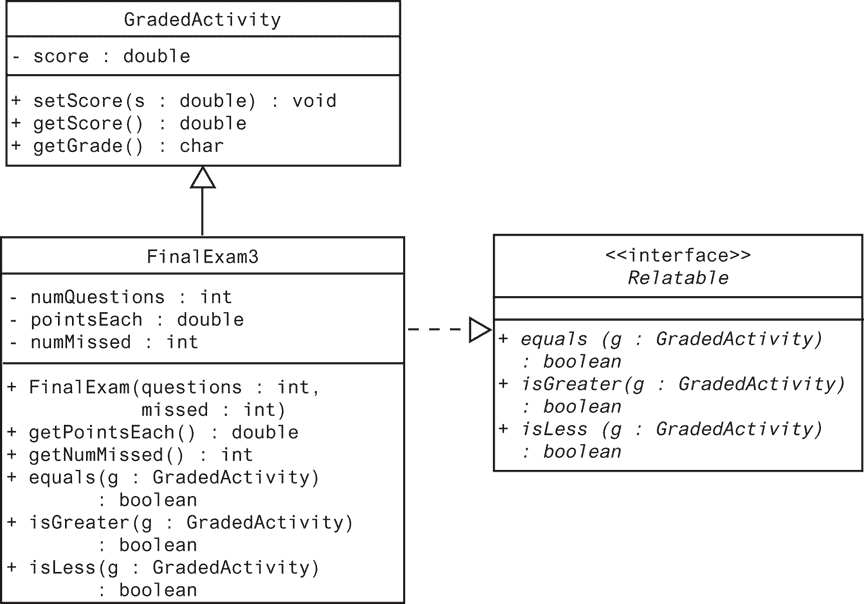 GradedActivity
- score : double
+ setScore(s : double) : void
+ getScore() : double
+ getGrade() : char
FinalExam3
- numQuestions : int
- pointsEach : double
- numMissed : int
+ FinalExam(questions : int,
missed : int)
+ getPointsEach() : double
+ getNumMissed() : int
+ equals(g : GradedActivity)
: boolean
+ isGreater(g : GradedActivity)
: boolean
+ isLess(g : GradedActivity)
: boolean
<<interface>>
Relatable
+ equals (g : GradedActivity)
: boolean
+ isGreater(g : GradedActivity)
: boolean
+ isLess (g : GradedActivity)
: boolean